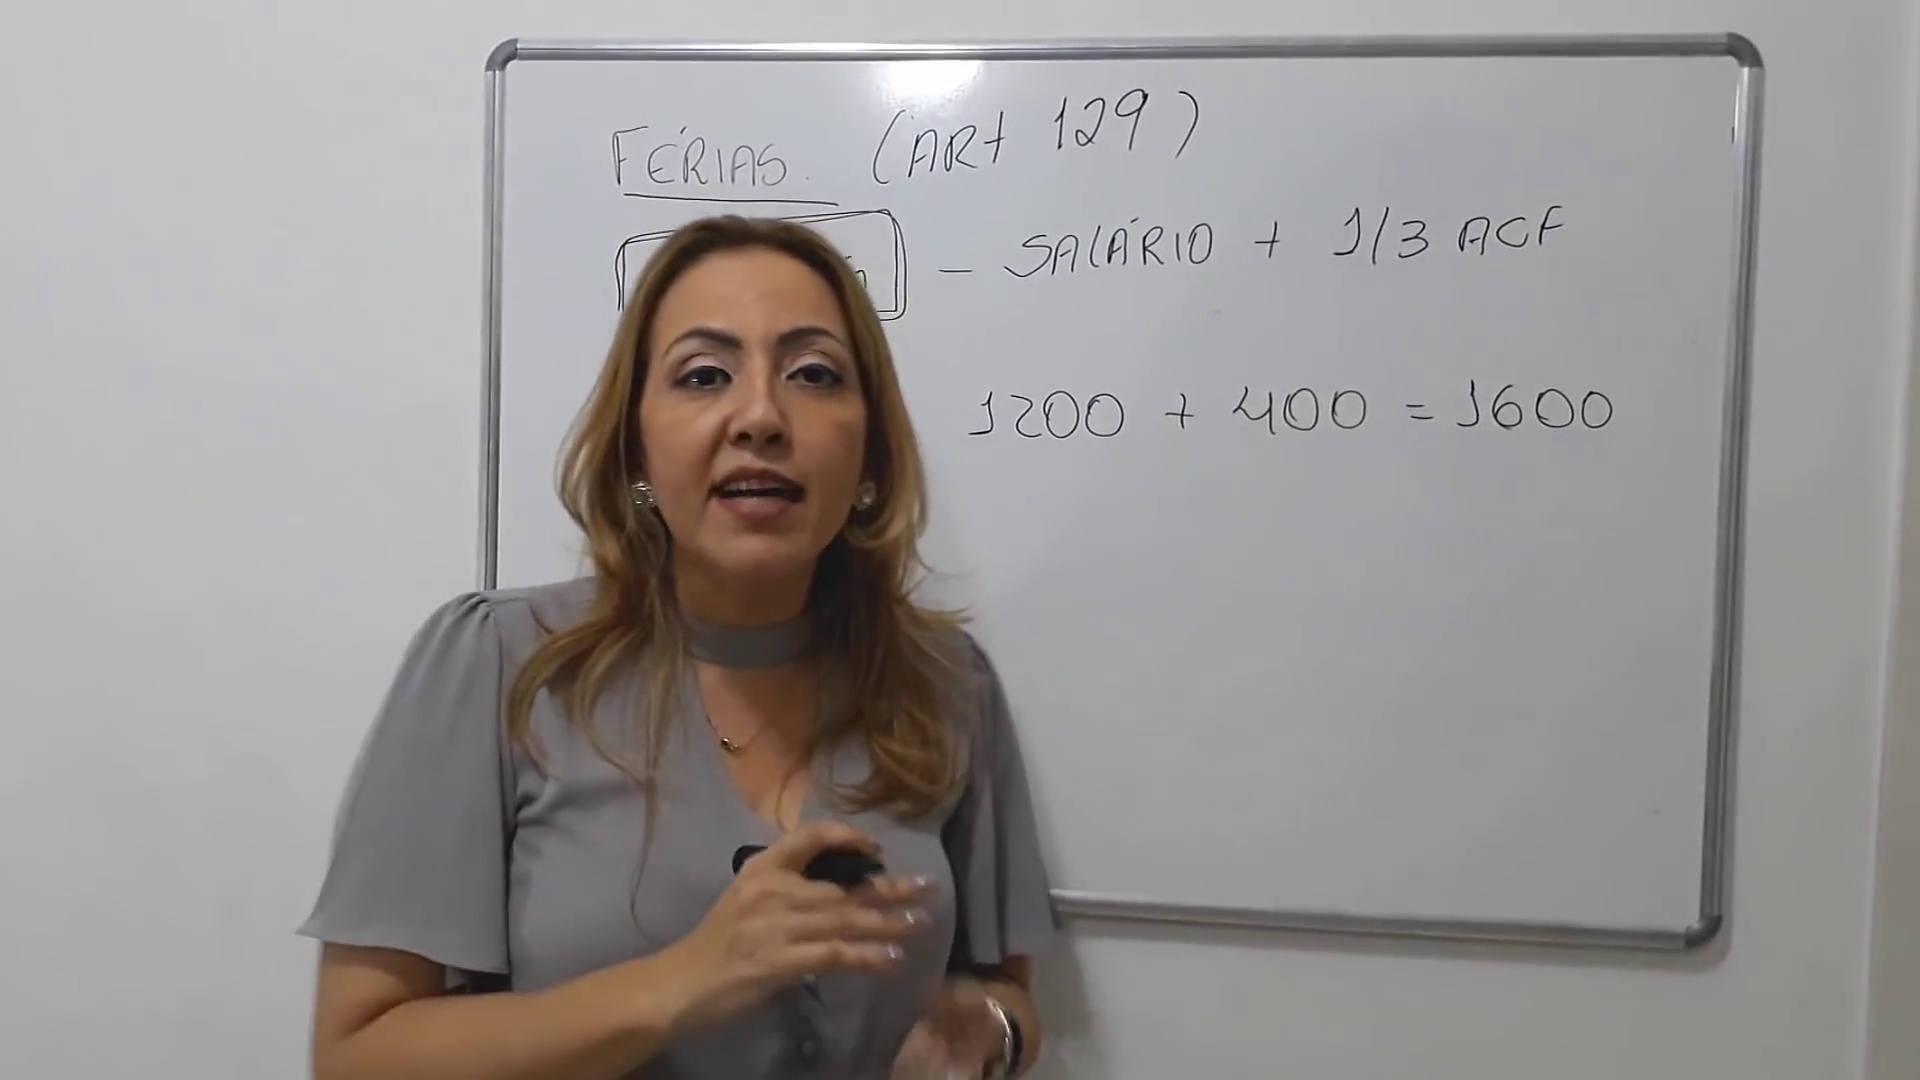 FÉRIAS. (ART 129)
- SALÁRIO + 1/3 ACF
1200 + 400 = 1600